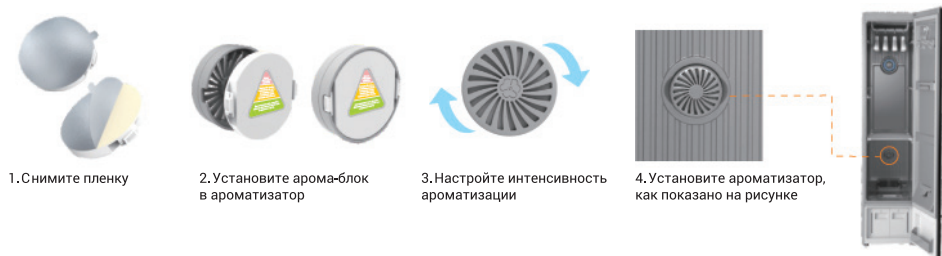 1. Снимите пленку
2. Установите арома-блок
в ароматизатор
3. Настройте интенсивность
ароматизации
4. Установите ароматизатор,
как показано на рисунке